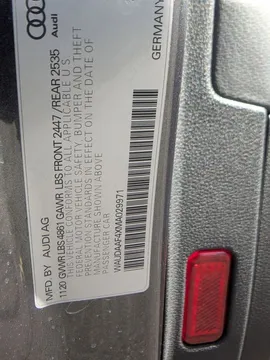 Audi
GERMANY
MFD. BY AUDI AG
11.20 GVWR LBS 4861 GAWR LBS FRONT 2447 /REAR 2535
THIS VEHICLE CONFORMS TO ALL APPLICABLE U S
FEDERAL MOTOR VEHICLE SAFETY, BUMPER AND THEFT
PREVENTION STANDARDS IN EFFECT ON THE DATE OF
MANUFACTURE SHOWN ABOVE
PASSENGER CAR
WAUDAAF4XMA029971